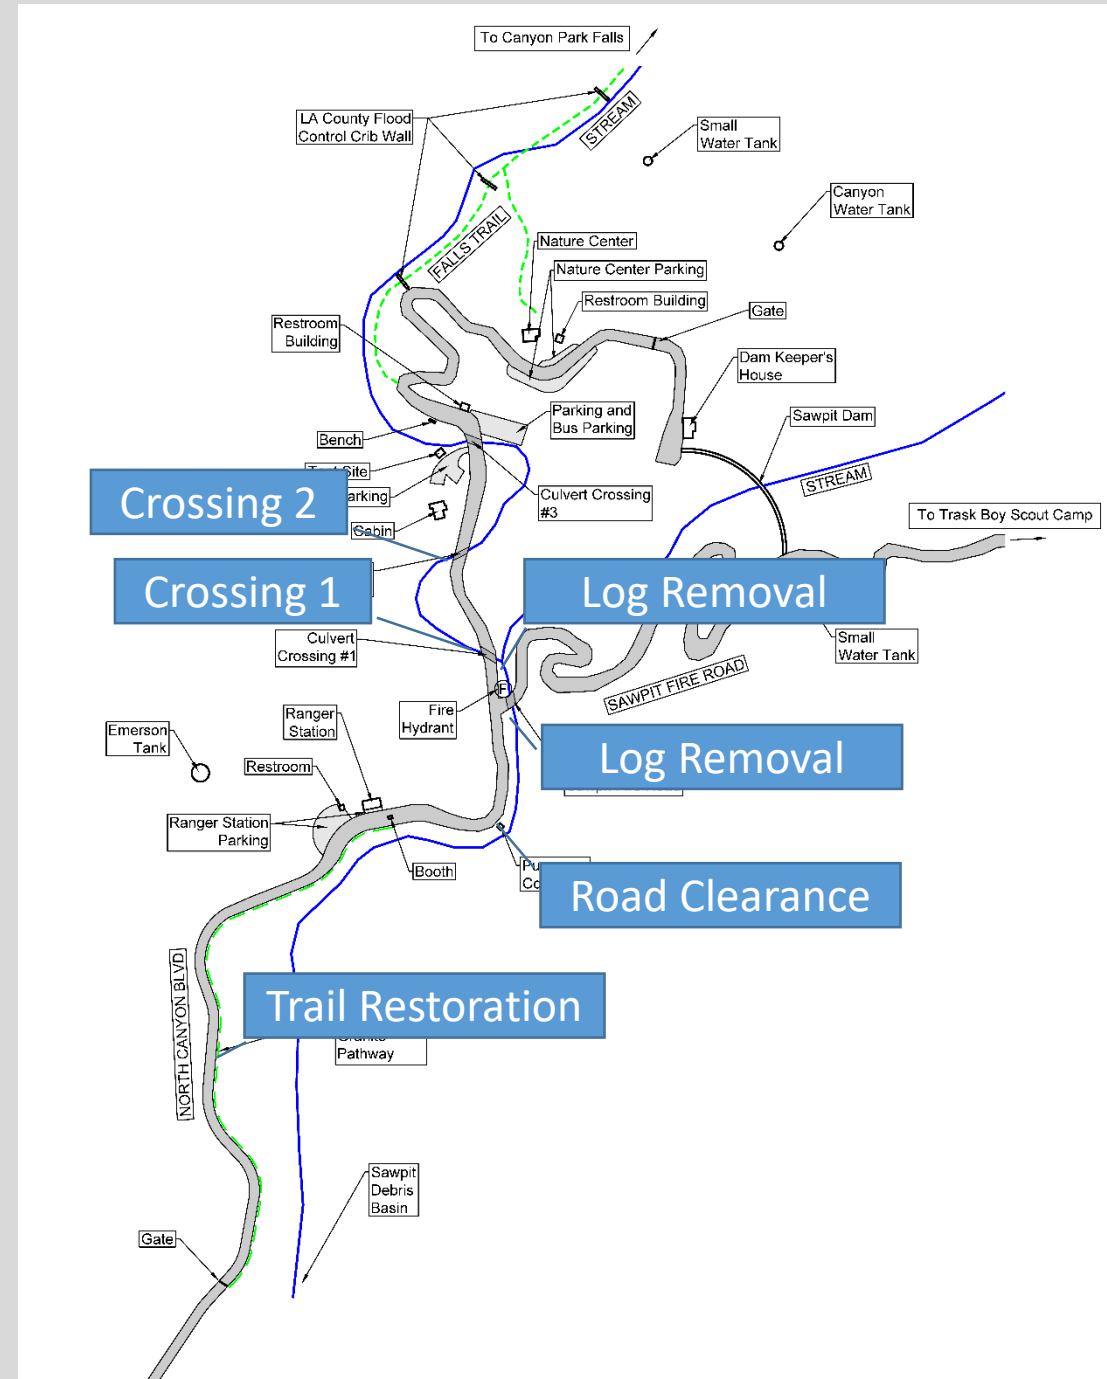 To Canyon Park Falls
LA County Flood
Control Crib Wall
STREAM
Small
Water Tank
Canyon
Water Tank
FALLS TRAIL
Nature Center
Nature Center Parking
Restroom Building
Gate
Restroom
Building
Dam Keeper's
House
Parking and
Bus Parking
Sawpit Dam
Bench
Site
STREAM
Crossing 2
arking
Culvert Crossing
#3
To Trask Boy Scout Camp
Cabin
Crossing 1
Log Removal
Culvert
Crossing #1
Small
Water Tank
SAWPIT FIRE ROAD
F
Fire
Hydrant
Ranger
Station
Emerson
Tank
Log Removal
Restroom
Ranger Station
Parking
Booth
Pu
Co
Road Clearance
NORTH CANYON BLVD
Trail Restoration
Pathway
Sawpit
Debris
Basin
Gate